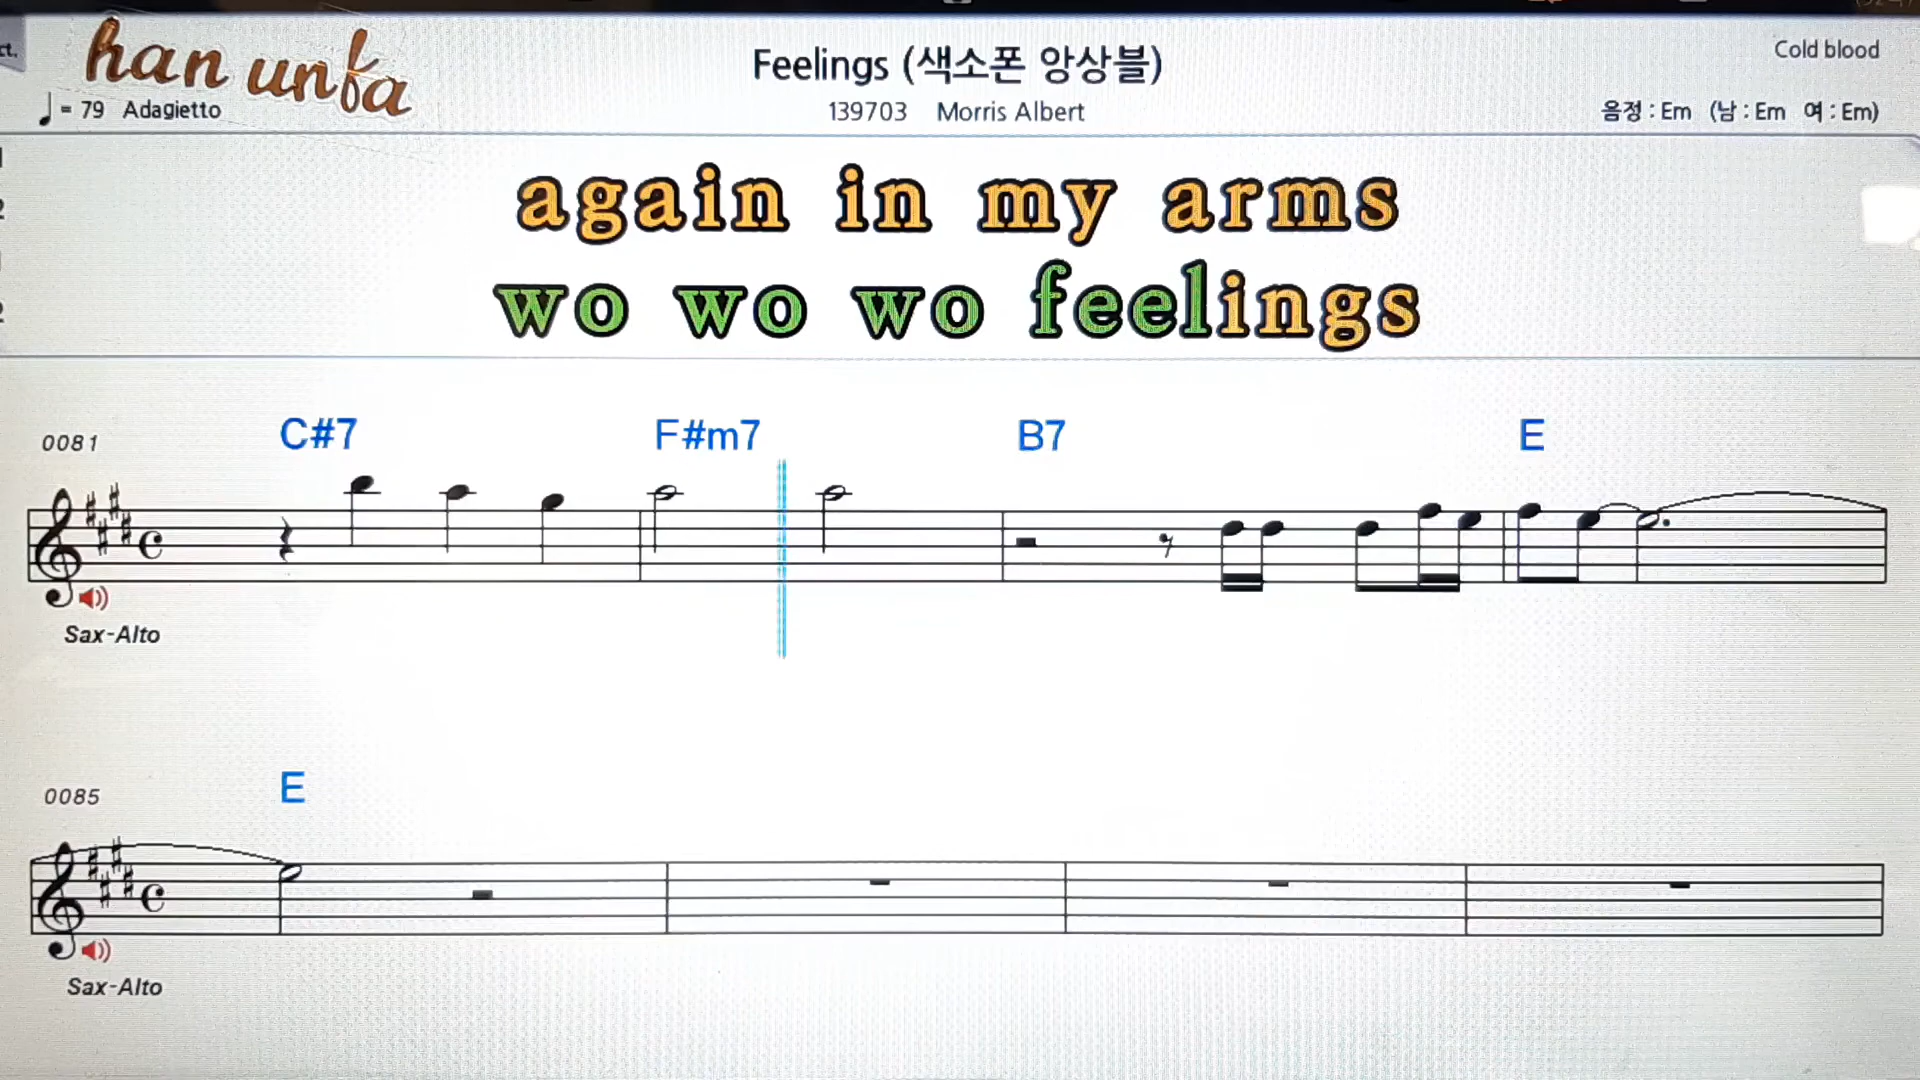 han unfa
Feelings (색소폰 앙상블)
Cold blood
= 79 Adagietto
139703 Morris Albert
음정 : Em (남 : Em 여 : Em)
again in my arms
wo wo wo feelings
0081
C#7 F#m7 B7 E
Sax-Alto
0085
E
Sax-Alto